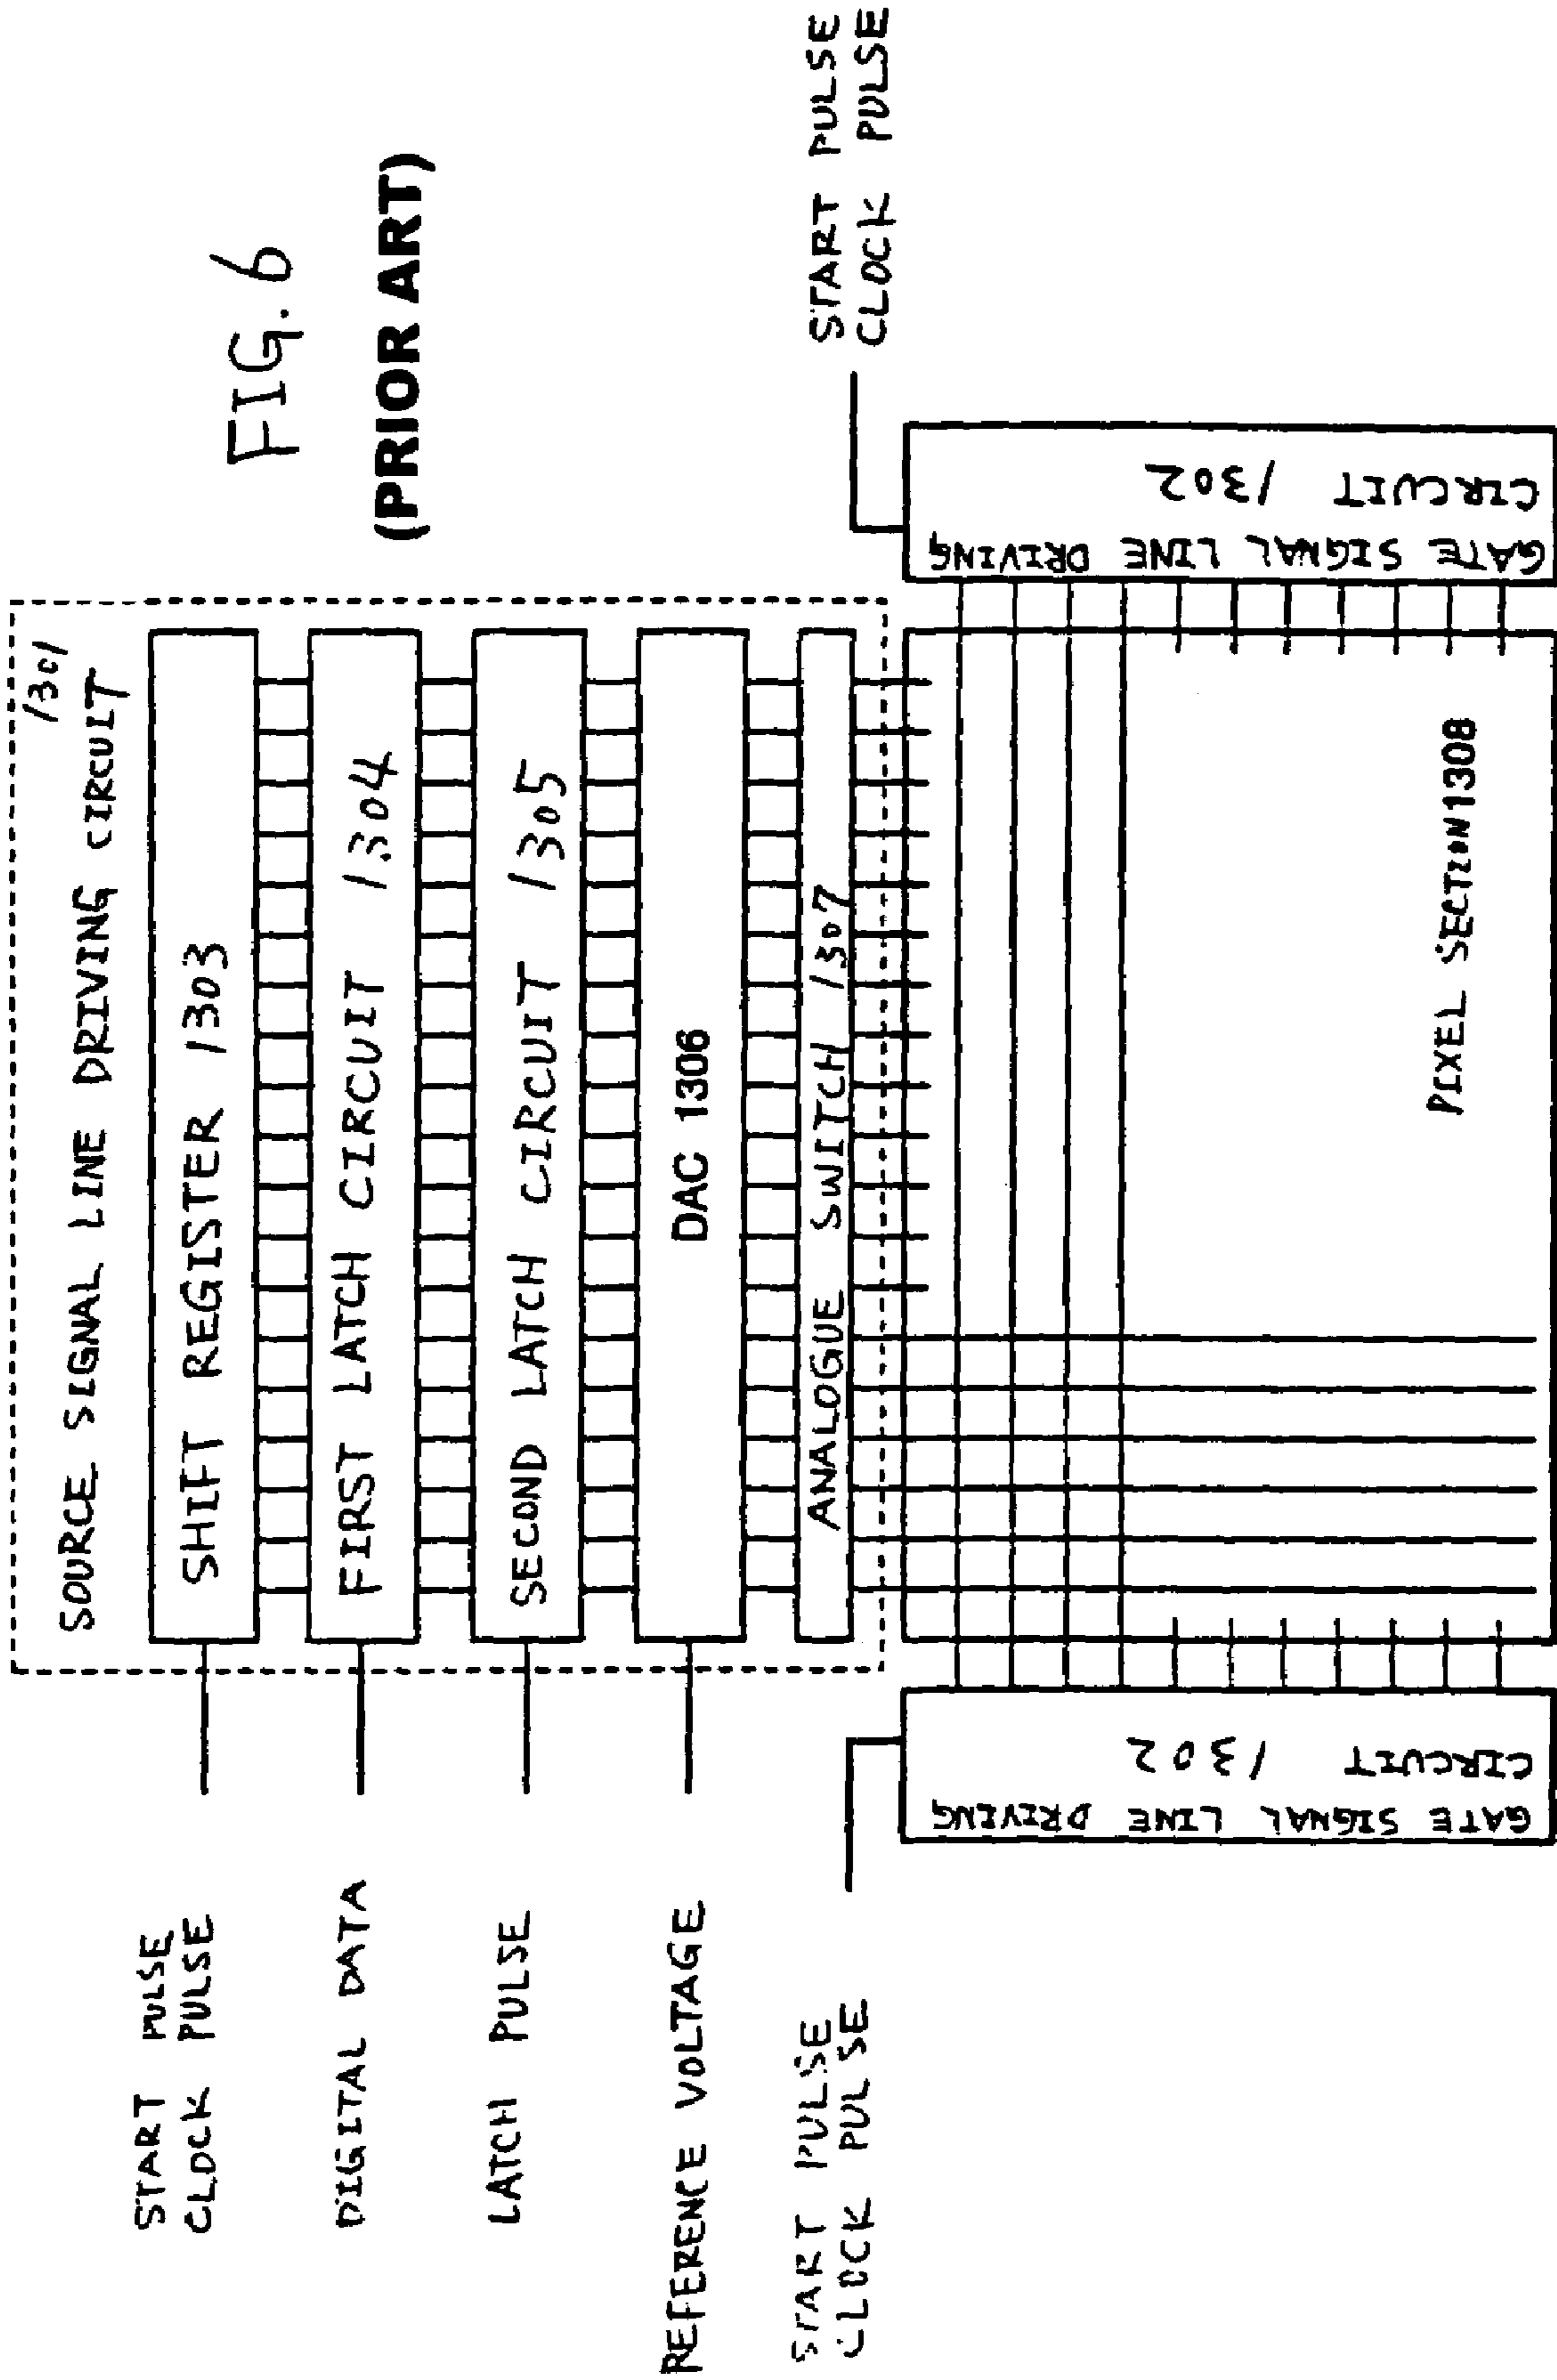 FIG. 6
(PRIOR ART)
1301
SOURCE SIGNAL LINE DRIVING CIRCUIT
START PULSE
CLOCK PULSE
SHIFT REGISTER 1303
DIGITAL DATA
FIRST LATCH CIRCUIT 1304
LATCH PULSE
SECOND LATCH CIRCUIT 1305
REFERENCE VOLTAGE
DAC 1306
ANALOGUE SWITCH 1307
START PULSE
CLOCK PULSE
START PULSE
CLOCK PULSE
GATE SIGNAL LINE DRIVING
CIRCUIT 1302
PIXEL SECTION 1308
GATE SIGNAL LINE DRIVING
CIRCUIT 1302